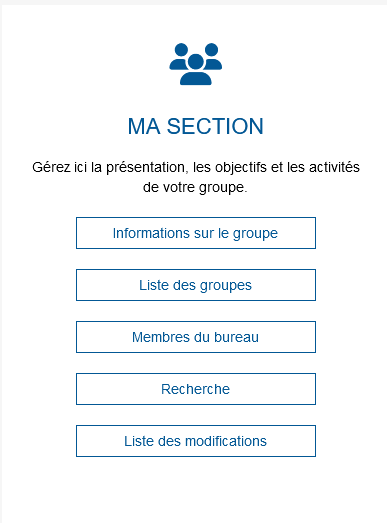 MA SECTION
Gérez ici la présentation, les objectifs et les activités
de votre groupe.
Informations sur le groupe
Liste des groupes
Membres du bureau
Recherche
Liste des modifications